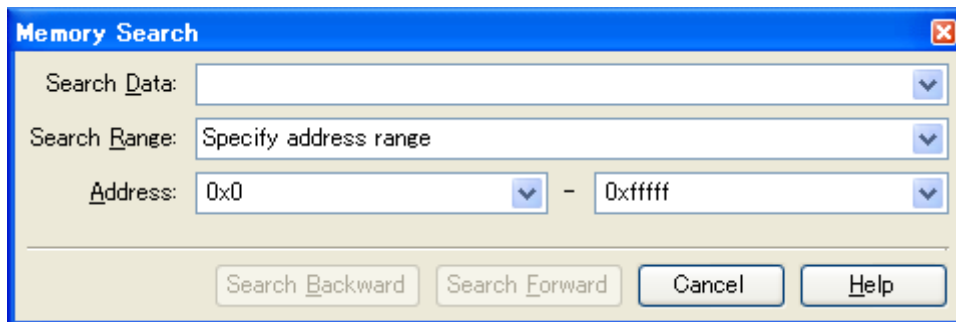 Memory Search
Search Data:
Search Range: Specify address range
Address: 0x0 - 0xfffff
Search Backward Search Forward Cancel Help